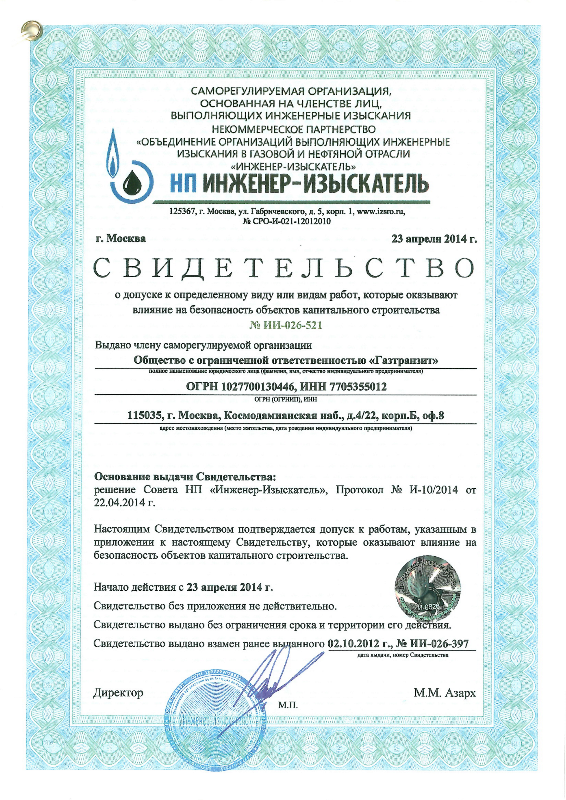 САМОРЕГУЛИРУЕМАЯ ОРГАНИЗАЦИЯ,
ОСНОВАННАЯ НА ЧЛЕНСТВЕ ЛИЦ,
ВЫПОЛНЯЮЩИХ ИНЖЕНЕРНЫЕ ИЗЫСКАНИЯ
НЕКОММЕРЧЕСКОЕ ПАРТНЕРСТВО
«ОБЪЕДИНЕНИЕ ОРГАНИЗАЦИЙ ВЫПОЛНЯЮЩИХ ИНЖЕНЕРНЫЕ
ИЗЫСКАНИЯ В ГАЗОВОЙ И НЕФТЯНОЙ ОТРАСЛИ
«ИНЖЕНЕР-ИЗЫСКАТЕЛЬ»
НП ИНЖЕНЕР-ИЗЫСКАТЕЛЬ
125367, г. Москва, ул. Габричевского, д. 5, корп. 1, www.izsro.ru,
№ СРО-И-021-12012010
г. Москва 23 апреля 2014 г.
СВИДЕТЕЛЬСТВО
о допуске к определенному виду или видам работ, которые оказывают
влияние на безопасность объектов капитального строительства
№ ИИ-026-521
Выдано члену саморегулируемой организации
Общество с ограниченной ответственностью «Газтранзит»
полное наименование юридического лица (фамилия, имя, отчество индивидуального предпринимателя)
ОГРН 1027700130446, ИНН 7705355012
ОГРН (ОГРНИП), ИНН
115035, г. Москва, Космодамианская наб., д.4/22, корп.Б, оф.8
адрес местонахождения (место жительства, дата рождения индивидуального предпринимателя)
Основание выдачи Свидетельства:
решение Совета НП «Инженер-Изыскатель», Протокол № И-10/2014 от
22.04.2014 г.
Настоящим Свидетельством подтверждается допуск к работам, указанным в
приложении к настоящему Свидетельству, которые оказывают влияние на
безопасность объектов капитального строительства.
Начало действия с 23 апреля 2014 г.
Свидетельство без приложения не действительно.
Свидетельство выдано без ограничения срока и территории его действия.
Свидетельство выдано взамен ранее выданного 02.10.2012 г., № ИИ-026-397
дата выдачи, номер Свидетельства
Директор М.М. Азарх
М.П.